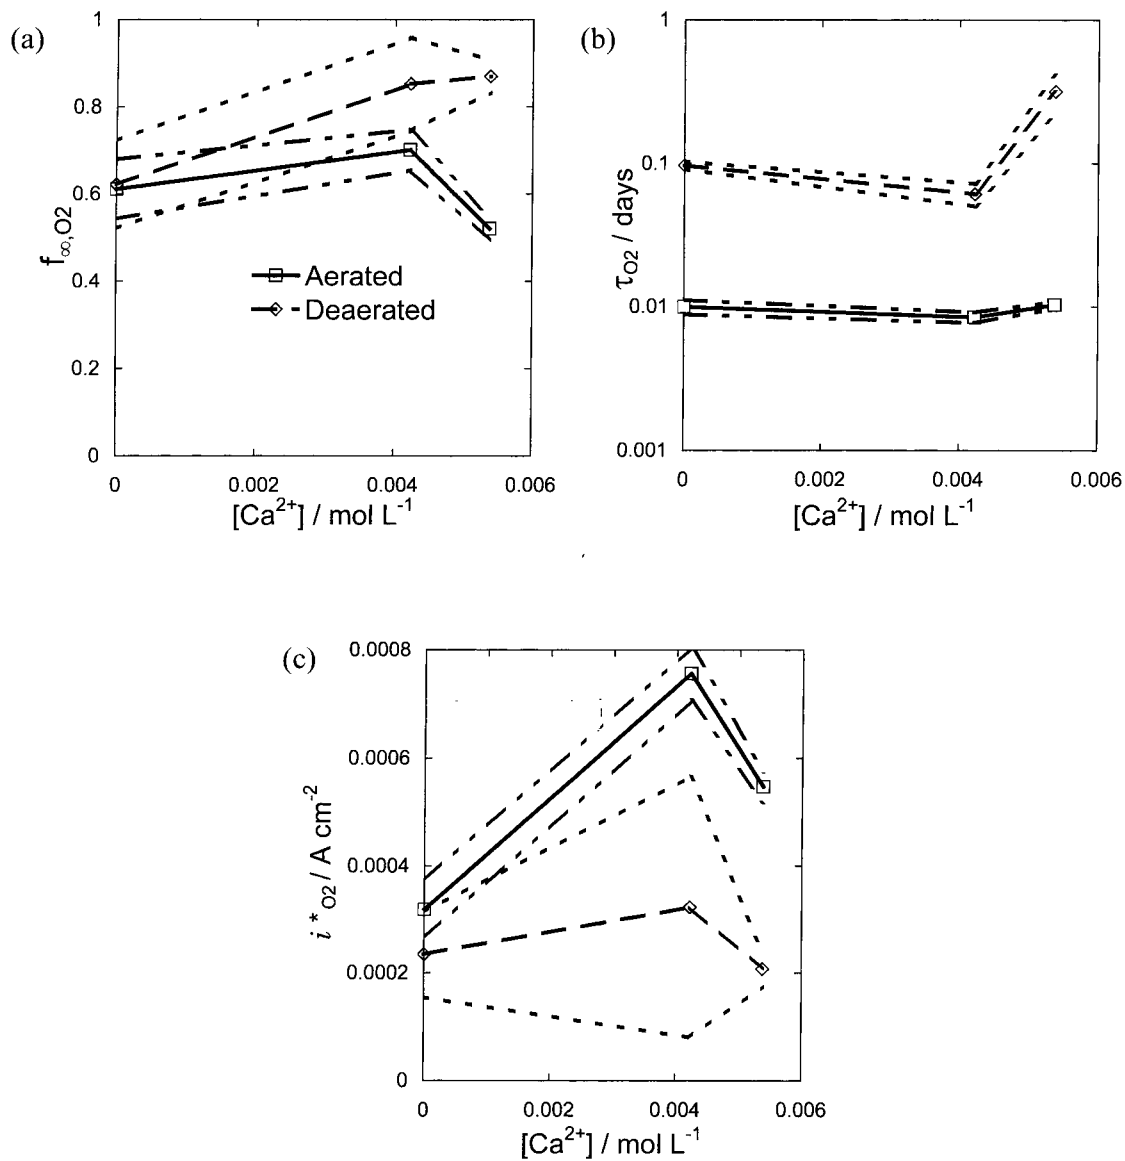 (a)
1
0.8
0.6
0.4
0.2
0
f∞,O2
Aerated
Deaerated
0 0.002 0.004 0.006
[Ca2+] / mol L-1
(b)
1
0.1
0.01
0.001
τO2 / days
0 0.002 0.004 0.006
[Ca2+] / mol L-1
(c)
0.0008
0.0006
0.0004
0.0002
0
i*O2 / A cm-2
0 0.002 0.004 0.006
[Ca2+] / mol L-1